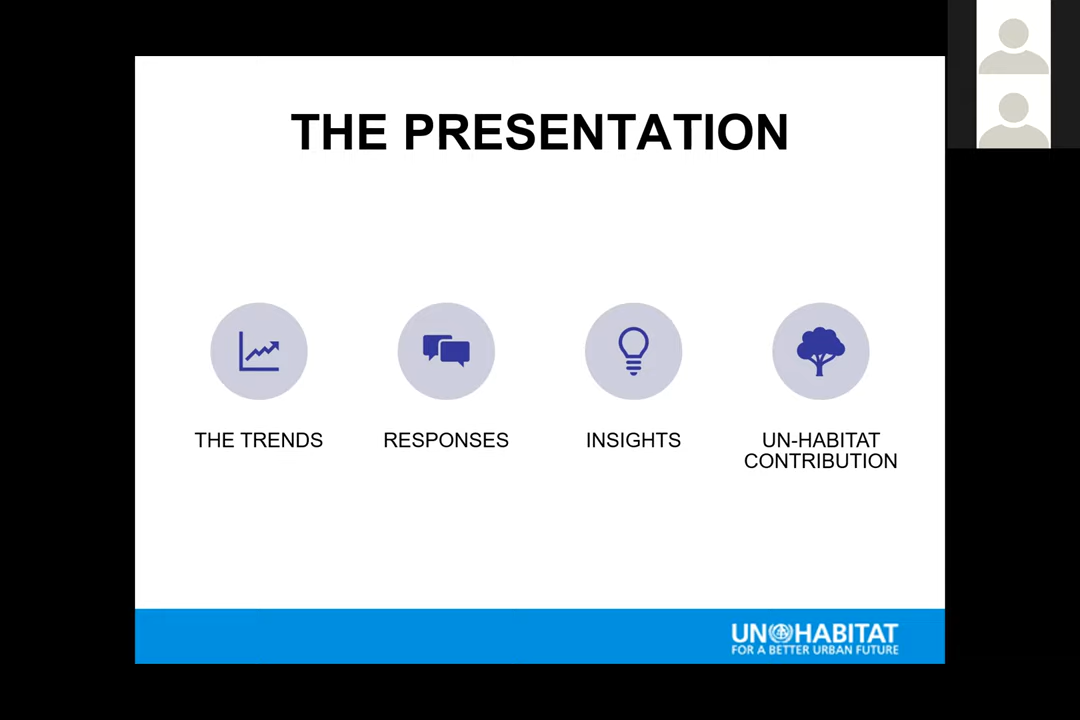 THE PRESENTATION
THE TRENDS
RESPONSES
INSIGHTS
UN-HABITAT
CONTRIBUTION
UN HABITAT
FOR A BETTER URBAN FUTURE